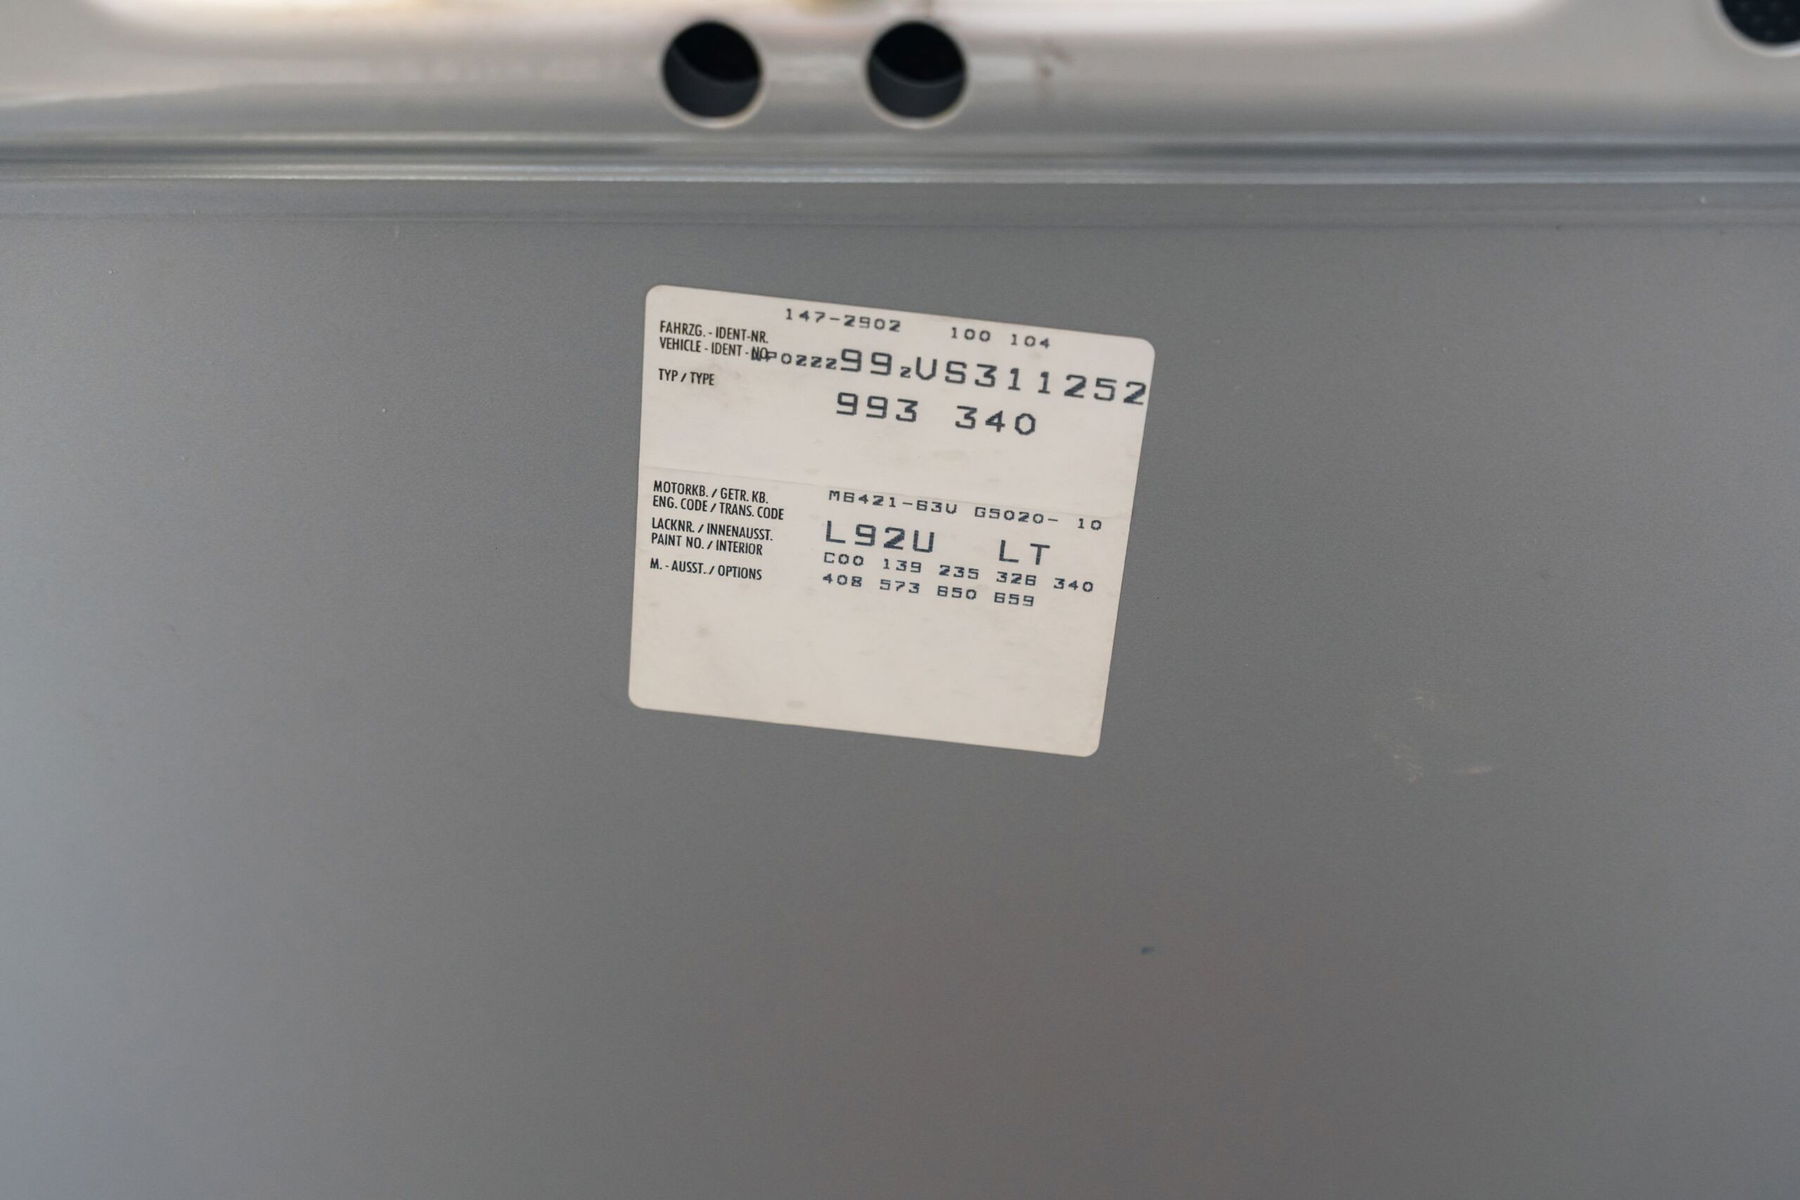 147-2902 100 104
FAHRZG. - IDENT-NR.
VEHICLE - IDENT - NO. WP0ZZZ99ZVS311252
TYP / TYPE 993 340
MOTORKB. / GETR. KB. M6421-63V G5020- 10
ENG. CODE / TRANS. CODE
LACKNR. / INNENAUSST. L92U LT
PAINT NO. / INTERIOR
M. - AUSST. / OPTIONS C00 139 235 326 340
408 573 650 659